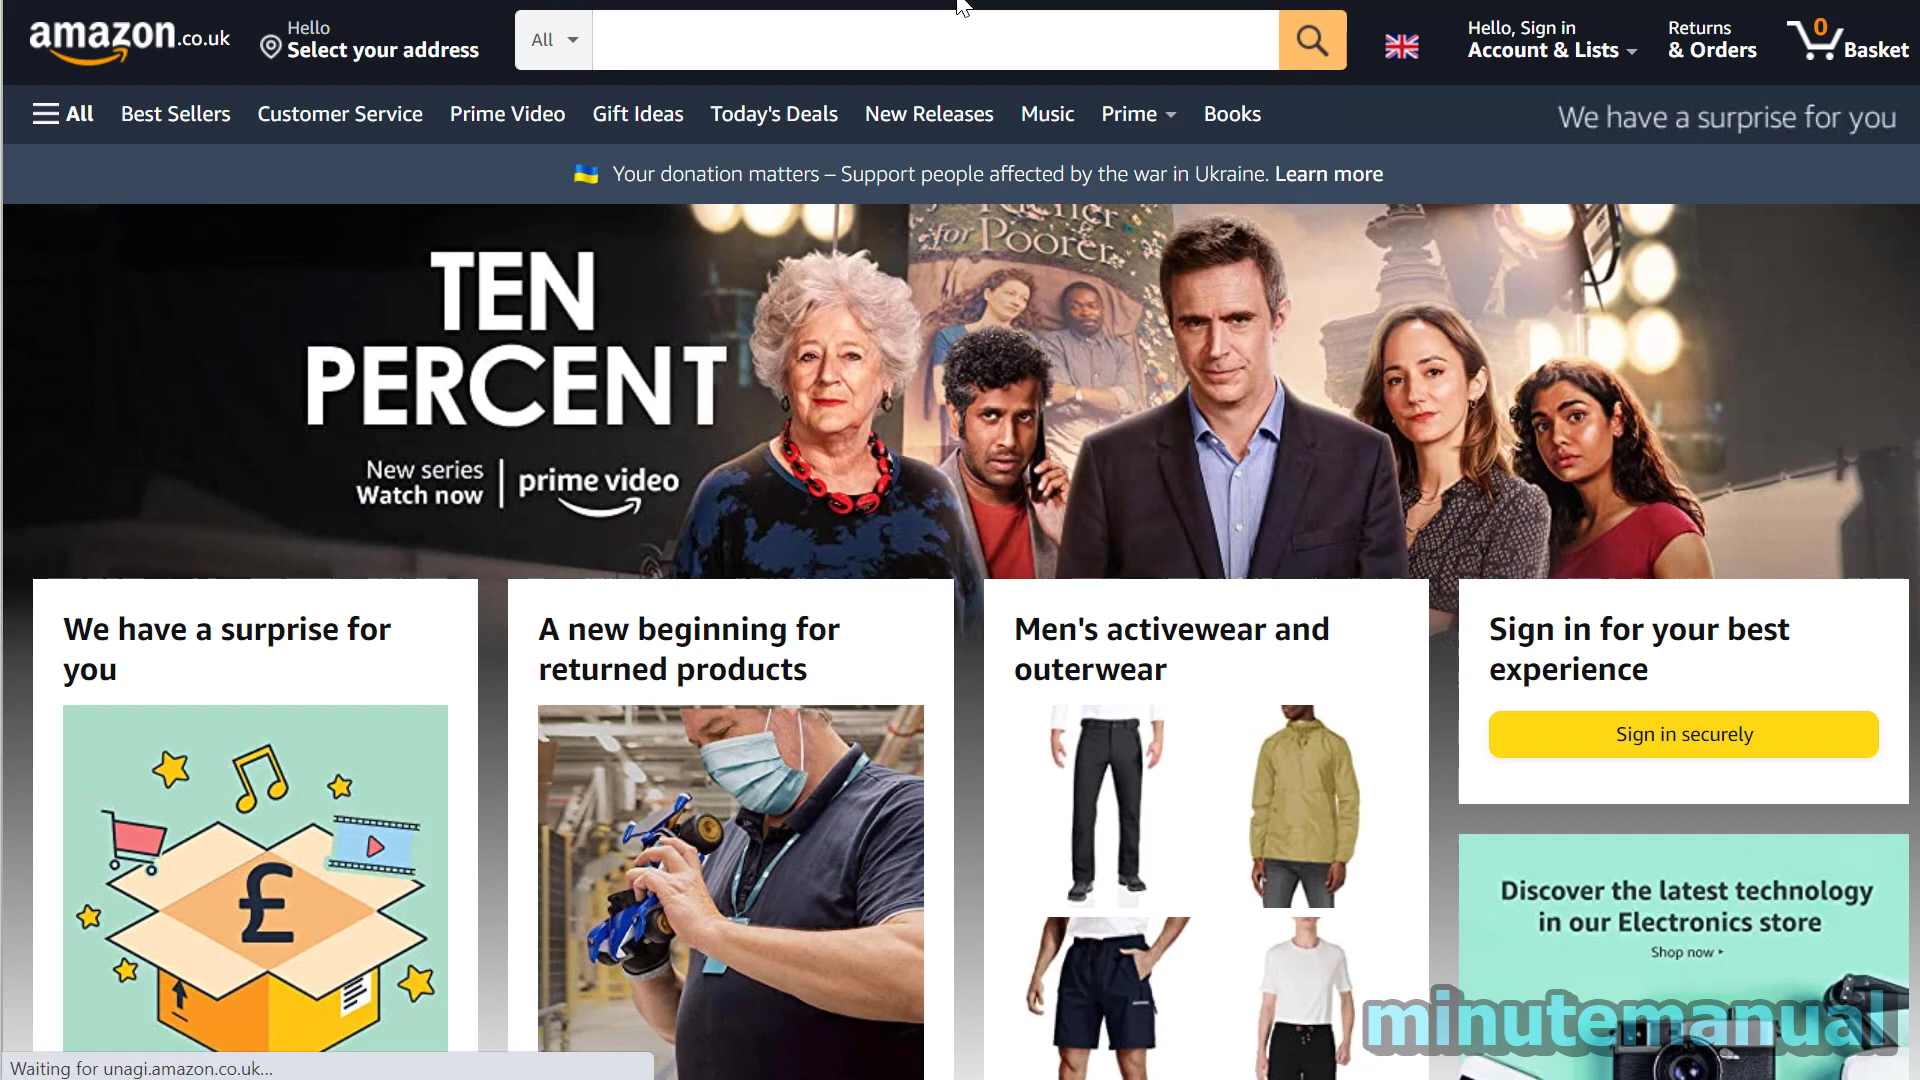 amazon.co.uk
Hello
Select your address
All
Hello, Sign in
Account & Lists
Returns
& Orders
0
Basket
All
Best Sellers
Customer Service
Prime Video
Gift Ideas
Today's Deals
New Releases
Music
Prime
Books
We have a surprise for you
Your donation matters – Support people affected by the war in Ukraine. Learn more
for Poorer
TEN
PERCENT
New series
Watch now
prime video
We have a surprise for
you
£
A new beginning for
returned products
Men's activewear and
outerwear
Sign in for your best
experience
Sign in securely
Discover the latest technology
in our Electronics store
Shop now
minutemanual
Waiting for unagi.amazon.co.uk...